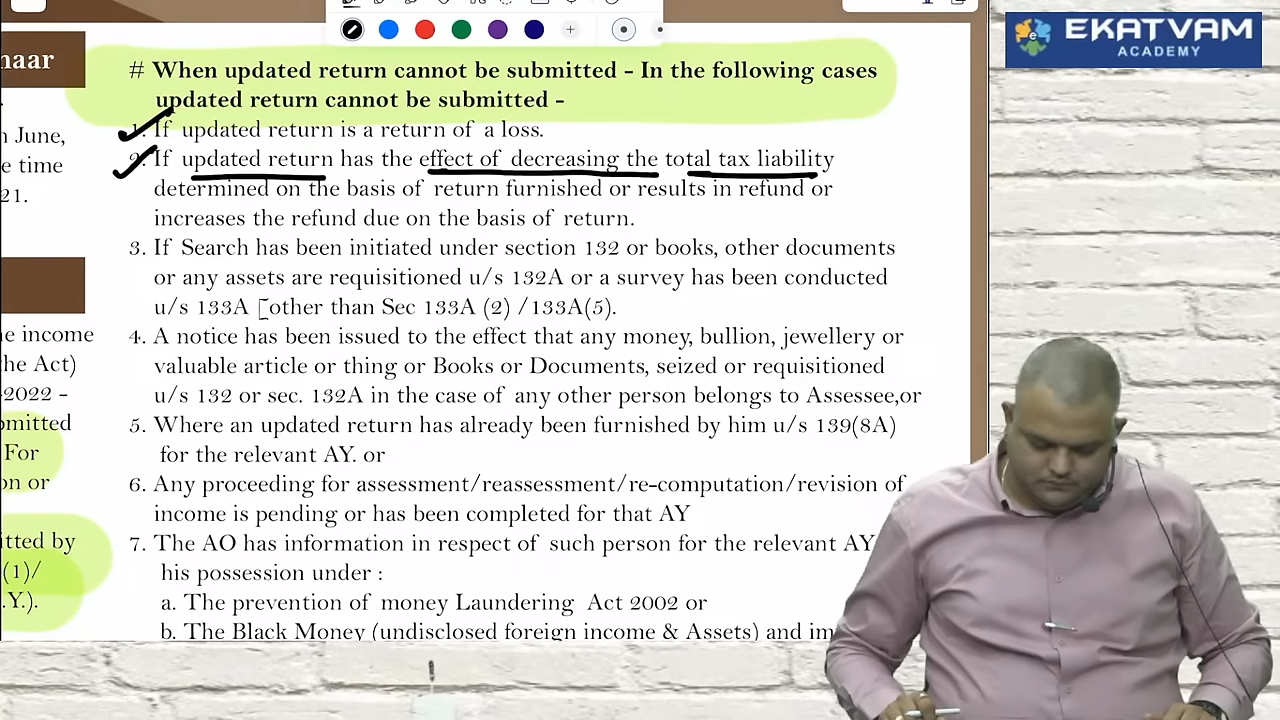 EKATVAM
ACADEMY
naar
n June,
e time
21.
ne income
he Act)
2022 -
bmitted
For
on or
itted by
(1)/
.Y.).
# When updated return cannot be submitted - In the following cases
updated return cannot be submitted -
1. If updated return is a return of a loss.
2. If updated return has the effect of decreasing the total tax liability
determined on the basis of return furnished or results in refund or
increases the refund due on the basis of return.
3. If Search has been initiated under section 132 or books, other documents
or any assets are requisitioned u/s 132A or a survey has been conducted
u/s 133A [other than Sec 133A (2) /133A(5).
4. A notice has been issued to the effect that any money, bullion, jewellery or
valuable article or thing or Books or Documents, seized or requisitioned
u/s 132 or sec. 132A in the case of any other person belongs to Assessee,or
5. Where an updated return has already been furnished by him u/s 139(8A)
for the relevant AY. or
6. Any proceeding for assessment/reassessment/re-computation/revision of
income is pending or has been completed for that AY
7. The AO has information in respect of such person for the relevant AY
his possession under :
a. The prevention of money Laundering Act 2002 or
b. The Black Money (undisclosed foreign income & Assets) and im